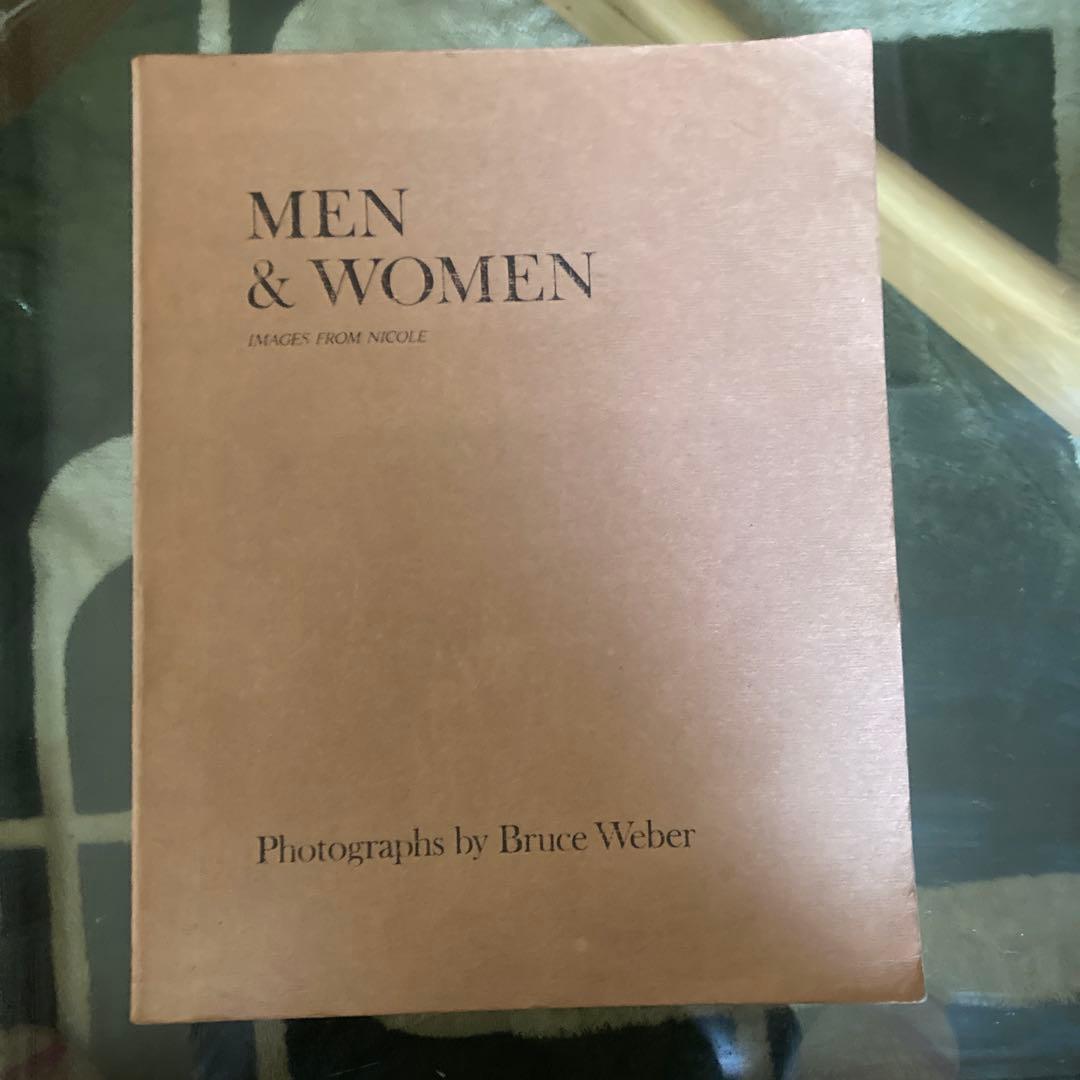 MEN
& WOMEN
IMAGES FROM NICOLE
Photographs by Bruce Weber